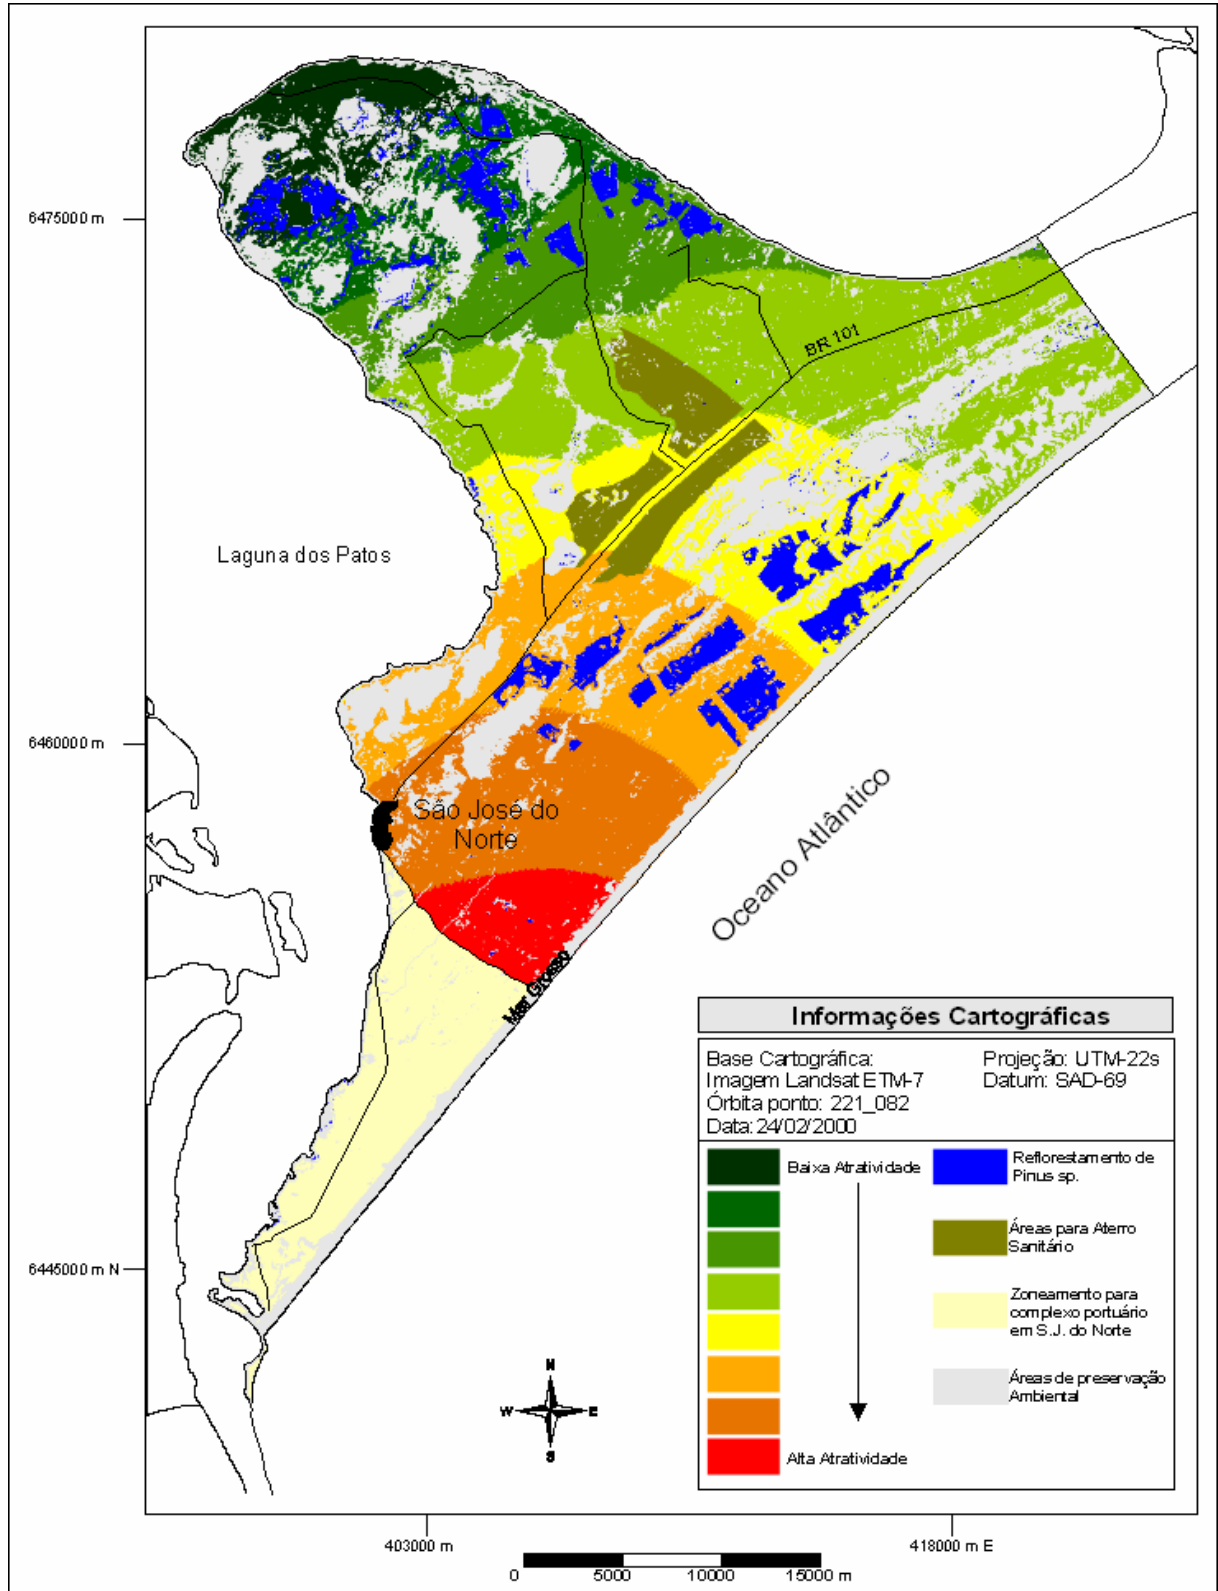 6475000 m
BR 101
Laguna dos Patos
6460000 m
São José do
Norte
Oceano Atlântico
Mar Grosso
Informações Cartográficas
Base Cartográfica:
Imagem Landsat ETM-7
Órbita ponto: 221_082
Data: 24/02/2000
Projeção: UTM-22s
Datum: SAD-69
Baixa Atratividade
Alta Atratividade
Reflorestamento de
Pinus sp.
Áreas para Aterro
Sanitário
Zoneamento para
complexo portuário
em S.J. do Norte
Áreas de preservação
Ambiental
6445000 m N
N
W E
S
403000 m
418000 m E
0 5000 10000 15000 m